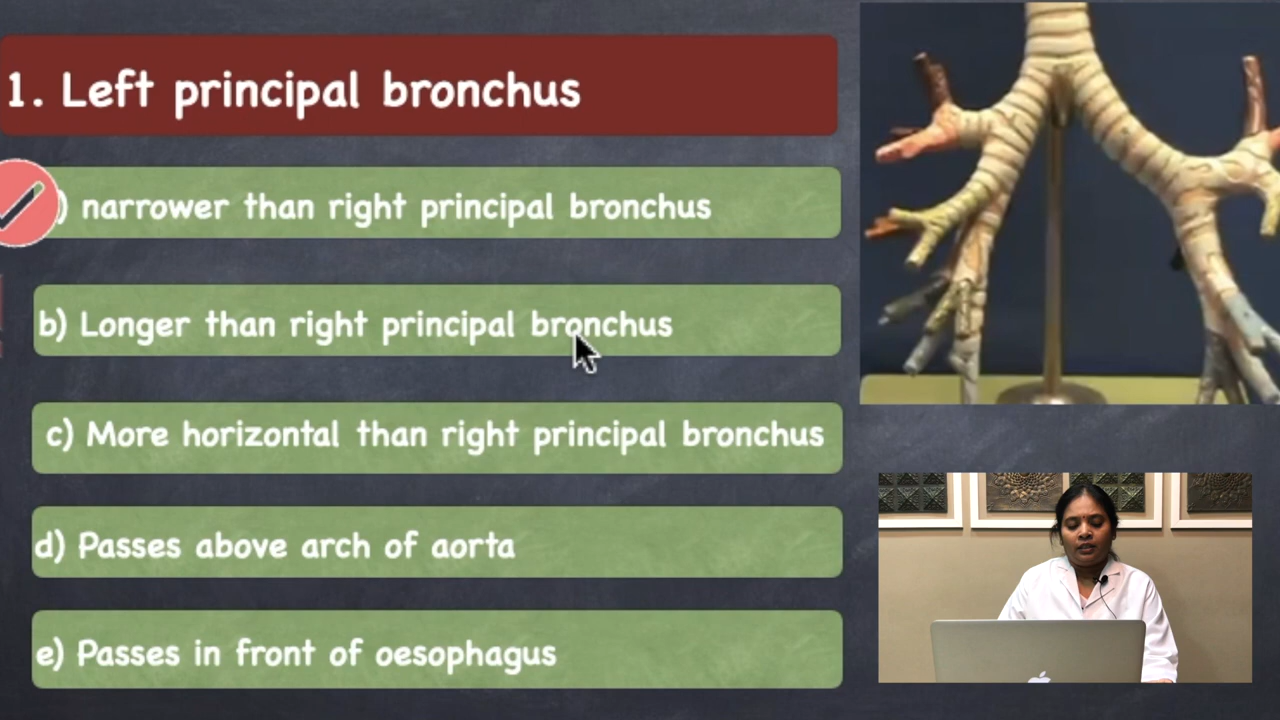 1. Left principal bronchus
) narrower than right principal bronchus
b) Longer than right principal bronchus
c) More horizontal than right principal bronchus
d) Passes above arch of aorta
e) Passes in front of oesophagus